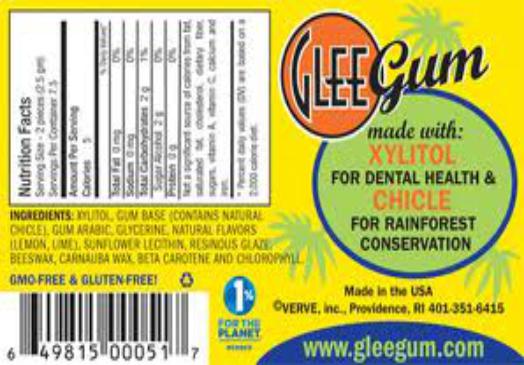 Nutrition Facts
Serving Size - 2 pieces (2.5 gm)
Servings Per Container 7.5
Amount Per Serving
Calories 5
% Daily Values*
Total Fat 0 mg 0%
Sodium 0 mg 0%
Total Carbohydrates 2 g 1%
Sugar Alcohol 2 g 0%
Protein 0 g 0%
Not a significant source of calories from fat,
saturated fat, cholesterol, dietary fiber,
sugars, vitamin A, vitamin C, calcium and
iron.
* Percent daily values (DV) are based on a
2,000 calorie diet.
INGREDIENTS: XYLITOL, GUM BASE (CONTAINS NATURAL
CHICLE), GUM ARABIC, GLYCERINE, NATURAL FLAVORS
(LEMON, LIME), SUNFLOWER LECITHIN, RESINOUS GLAZE,
BEESWAX, CARNAUBA WAX, BETA CAROTENE AND CHLOROPHYLL.
GMO-FREE & GLUTEN-FREE!
6 49815 00051 7
1%
FOR THE
PLANET
MEMBER
GLEE Gum
made with:
XYLITOL
FOR DENTAL HEALTH &
CHICLE
FOR RAINFOREST
CONSERVATION
Made in the USA
©VERVE, inc., Providence, RI 401-351-6415
www.gleegum.com